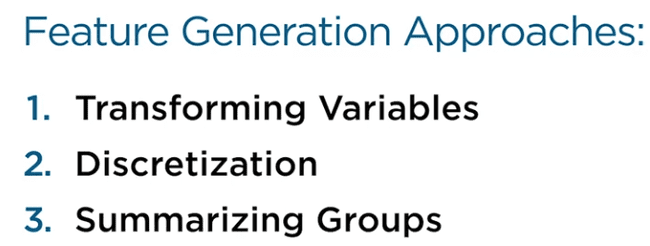 Feature Generation Approaches:
1. Transforming Variables
2. Discretization
3. Summarizing Groups